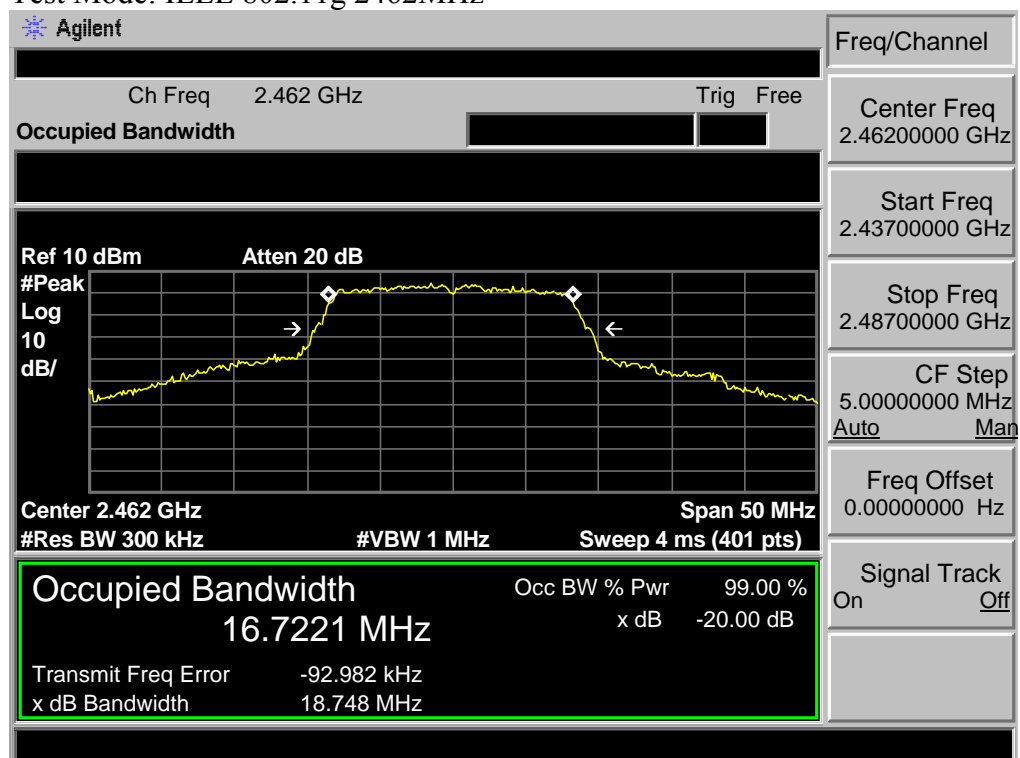 Test Mode: IEEE 802.11g 2462MHz
Agilent
Freq/Channel
Ch Freq 2.462 GHz Trig Free
Occupied Bandwidth
Center Freq
2.46200000 GHz
Start Freq
2.43700000 GHz
Stop Freq
2.48700000 GHz
CF Step
5.00000000 MHz
Auto Man
Freq Offset
0.00000000 Hz
Signal Track
On Off
Ref 10 dBm Atten 20 dB
#Peak
Log
10
dB/
Center 2.462 GHz Span 50 MHz
#Res BW 300 kHz #VBW 1 MHz Sweep 4 ms (401 pts)
Occupied Bandwidth Occ BW % Pwr 99.00 %
16.7221 MHz x dB -20.00 dB
Transmit Freq Error -92.982 kHz
x dB Bandwidth 18.748 MHz